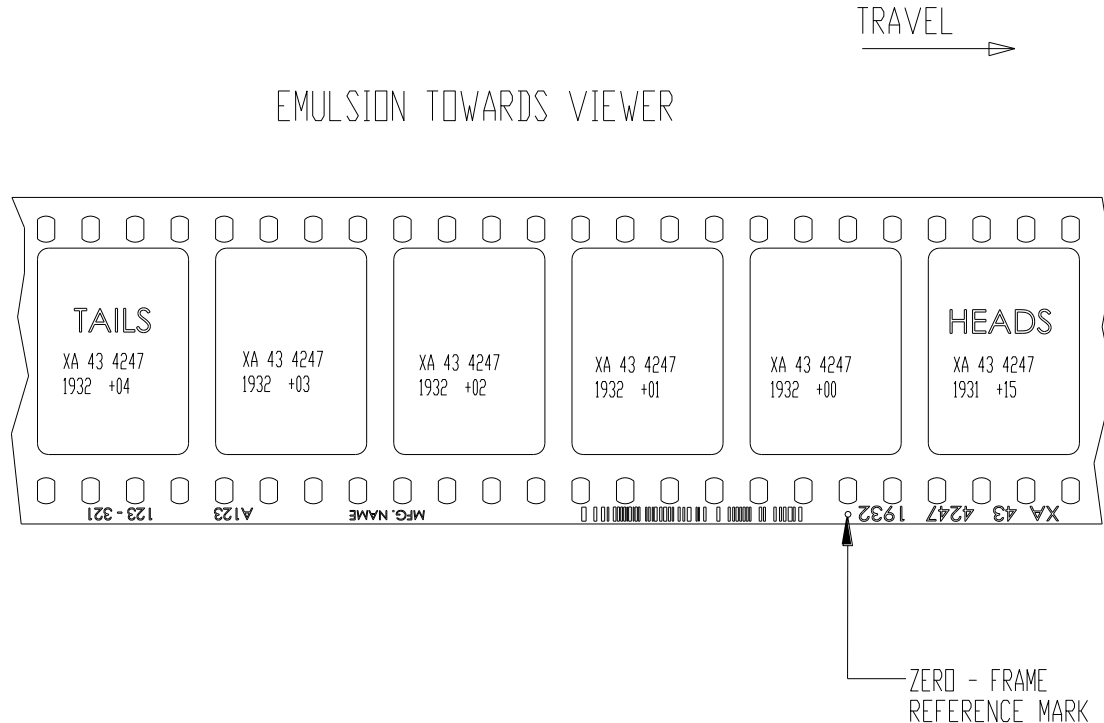 TRAVEL
EMULSION TOWARDS VIEWER
TAILS
XA 43 4247
1932 +04
XA 43 4247
1932 +03
XA 43 4247
1932 +02
XA 43 4247
1932 +01
XA 43 4247
1932 +00
HEADS
XA 43 4247
1931 +15
123-321
A123
MFG. NAME
XA 43 4247 1932
ZERO - FRAME
REFERENCE MARK